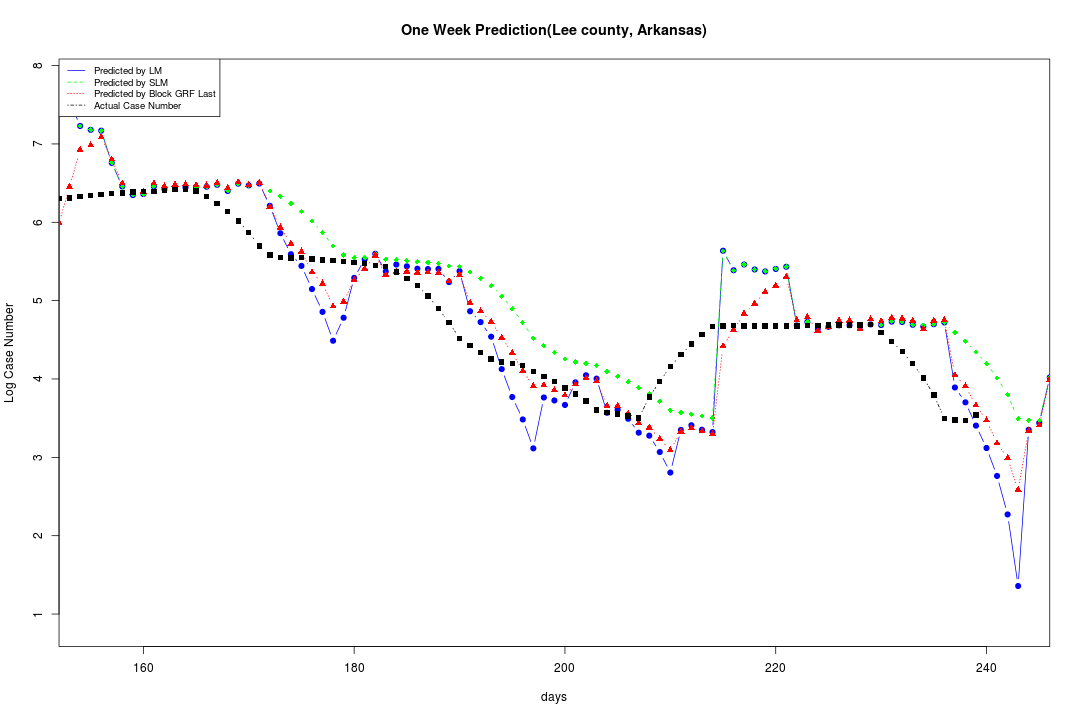 One Week Prediction(Lee county, Arkansas)
Predicted by LM
Predicted by SLM
Predicted by Block GRF Last
Actual Case Number
8
7
6
5
4
3
2
1
Log Case Number
160 180 200 220 240
days